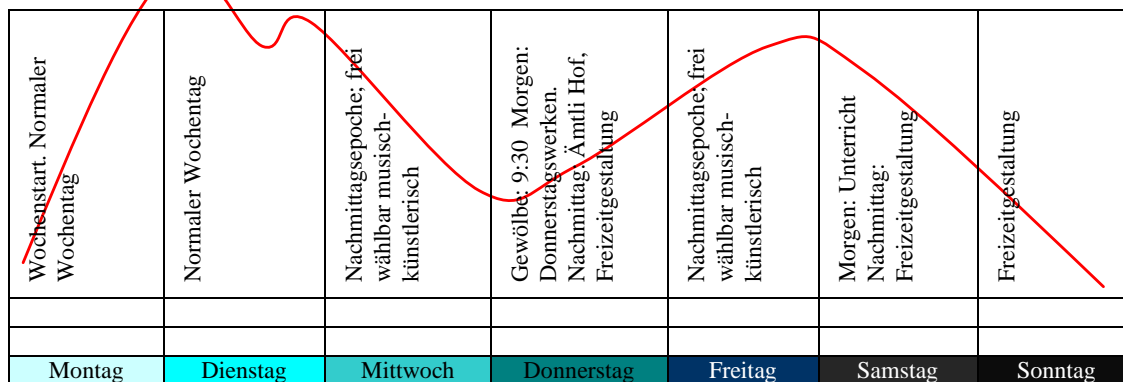 Wochenstart. Normaler
Wochentag
Normaler Wochentag
Nachmittagsepoche; frei
wählbar musisch-
künstlerisch
Gewölbe: 9:30 Morgen:
Donnerstagswerken.
Nachmittag: Ämtli Hof,
Freizeitgestaltung
Nachmittagsepoche; frei
wählbar musisch-
künstlerisch
Morgen: Unterricht
Nachmittag:
Freizeitgestaltung
Freizeitgestaltung
Montag
Dienstag
Mittwoch
Donnerstag
Freitag
Samstag
Sonntag